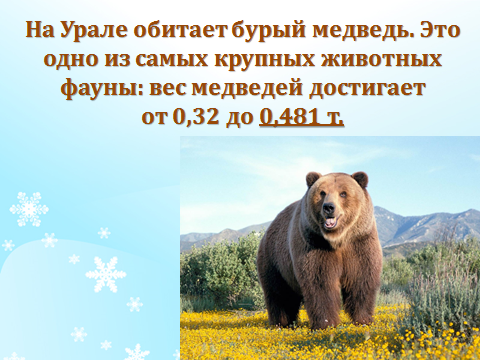 На Урале обитает бурый медведь. Это
одно из самых крупных животных
фауны: вес медведей достигает
от 0,32 до 0,481 т.